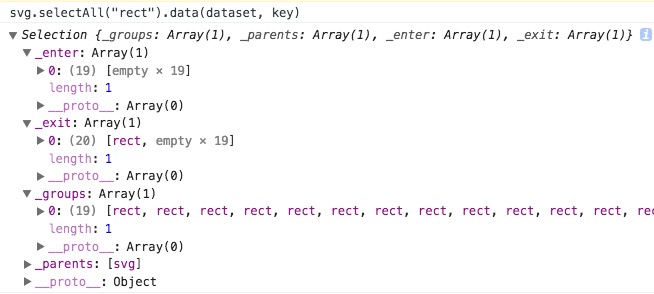 svg.selectAll("rect").data(dataset, key)
▼ Selection {_groups: Array(1), _parents: Array(1), _enter: Array(1), _exit: Array(1)} i
▼ _enter: Array(1)
▶ 0: (19) [empty × 19]
length: 1
▶ __proto__: Array(0)
▼ _exit: Array(1)
▶ 0: (20) [rect, empty × 19]
length: 1
▶ __proto__: Array(0)
▼ _groups: Array(1)
▶ 0: (19) [rect, rect, rect, rect, rect, rect, rect, rect, rect, rect, rect, rect, rect, rec
length: 1
▶ __proto__: Array(0)
▶ _parents: [svg]
▶ __proto__: Object